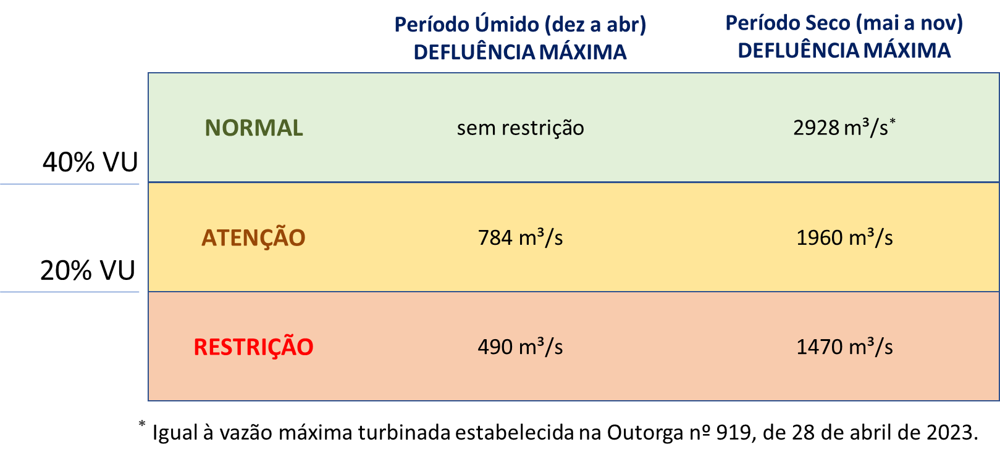 Período Úmido (dez a abr)
DEFLUÊNCIA MÁXIMA
Período Seco (mai a nov)
DEFLUÊNCIA MÁXIMA
NORMAL
sem restrição
2928 m³/s*
40% VU
ATENÇÃO
784 m³/s
1960 m³/s
20% VU
RESTRIÇÃO
490 m³/s
1470 m³/s
* Igual à vazão máxima turbinada estabelecida na Outorga nº 919, de 28 de abril de 2023.